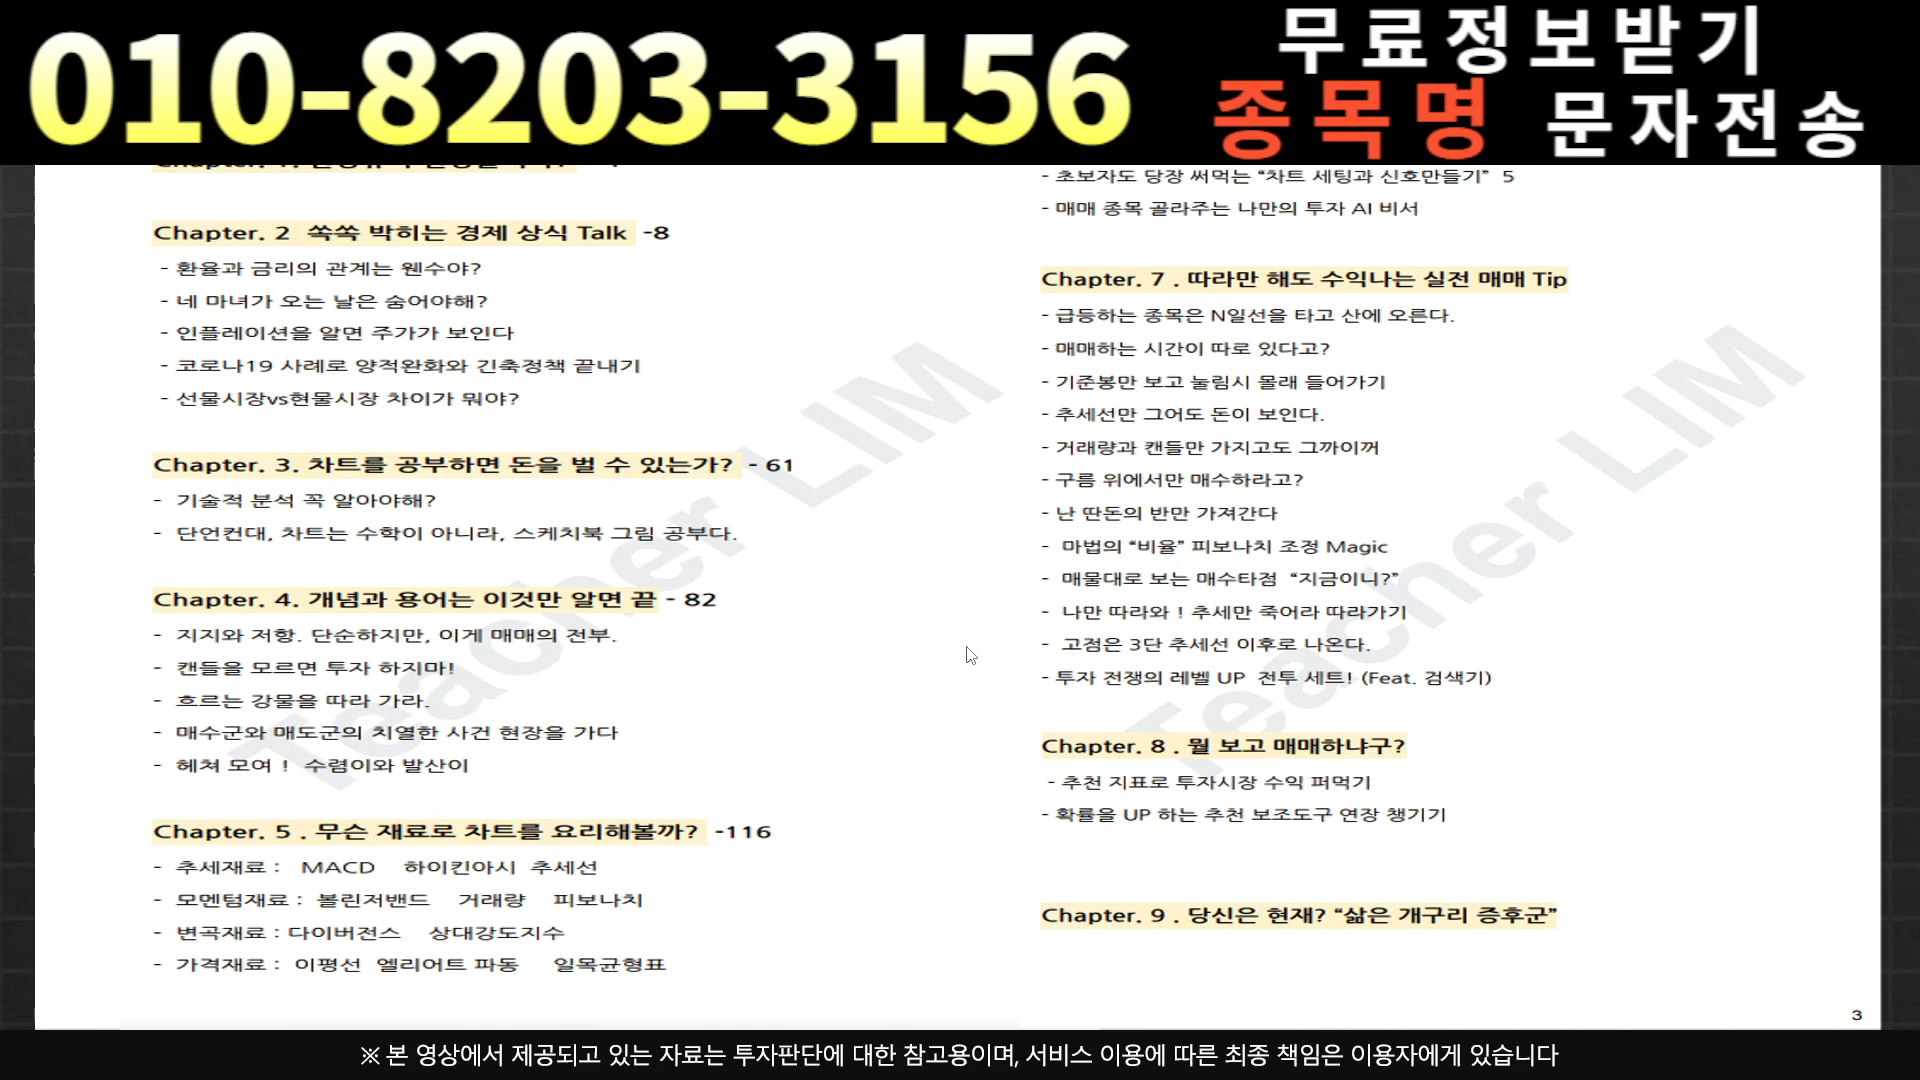 010-8203-3156
무료정보받기
종목명 문자전송
Chapter. 2 쏙쏙 박히는 경제 상식 Talk -8
- 환율과 금리의 관계는 웬수야?
- 네 마녀가 오는 날은 숨어야해?
- 인플레이션을 알면 주가가 보인다
- 코로나19 사례로 양적완화와 긴축정책 끝내기
- 선물시장vs현물시장 차이가 뭐야?
Chapter. 3. 차트를 공부하면 돈을 벌 수 있는가? - 61
- 기술적 분석 꼭 알아야해?
- 단언컨대, 차트는 수학이 아니라, 스케치북 그림 공부다.
Chapter. 4. 개념과 용어는 이것만 알면 끝 - 82
- 지지와 저항. 단순하지만, 이게 매매의 전부.
- 캔들을 모르면 투자 하지마!
- 흐르는 강물을 따라 가라.
- 매수군와 매도군의 치열한 사건 현장을 가다
- 헤쳐 모여 ! 수렴이와 발산이
Chapter. 5 . 무슨 재료로 차트를 요리해볼까? -116
- 추세재료 : MACD 하이킨아시 추세선
- 모멘텀재료 : 볼린저밴드 거래량 피보나치
- 변곡재료 : 다이버전스 상대강도지수
- 가격재료 : 이평선 엘리어트 파동 일목균형표
- 초보자도 당장 써먹는 “차트 세팅과 신호만들기” 5
- 매매 종목 골라주는 나만의 투자 AI 비서
Chapter. 7 . 따라만 해도 수익나는 실전 매매 Tip
- 급등하는 종목은 N일선을 타고 산에 오른다.
- 매매하는 시간이 따로 있다고?
- 기준봉만 보고 눌림시 몰래 들어가기
- 추세선만 그어도 돈이 보인다.
- 거래량과 캔들만 가지고도 그까이꺼
- 구름 위에서만 매수하라고?
- 난 딴돈의 반만 가져간다
- 마법의 “비율” 피보나치 조정 Magic
- 매물대로 보는 매수타점 “지금이니?”
- 나만 따라와 ! 추세만 죽어라 따라가기
- 고점은 3단 추세선 이후로 나온다.
- 투자 전쟁의 레벨 UP 전투 세트! (Feat. 검색기)
Chapter. 8 . 뭘 보고 매매하냐구?
- 추천 지표로 투자시장 수익 퍼먹기
- 확률을 UP 하는 추천 보조도구 연장 챙기기
Chapter. 9 . 당신은 현재? “삶은 개구리 증후군”
Teacher LIM
Teacher LIM
3
※ 본 영상에서 제공되고 있는 자료는 투자판단에 대한 참고용이며, 서비스 이용에 따른 최종 책임은 이용자에게 있습니다